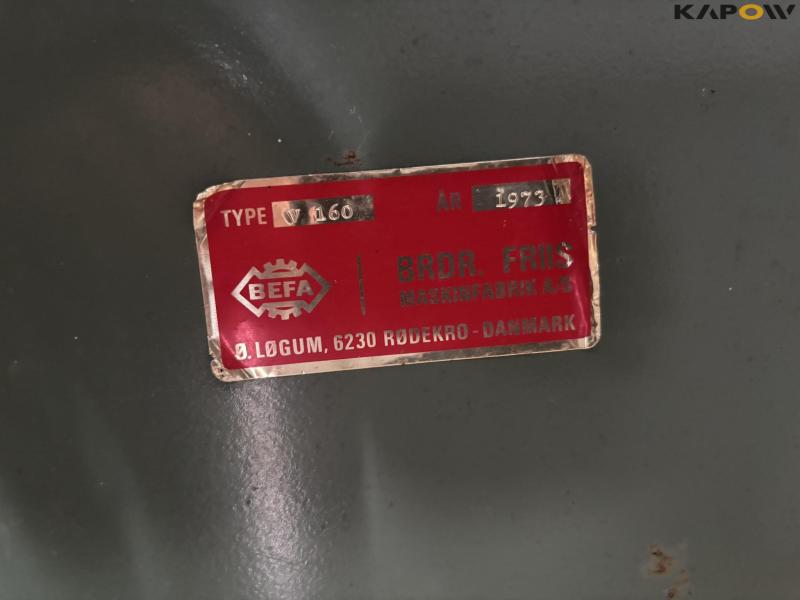 KAPOW
TYPE V 160 ÅR 1973
BEFA
BRDR. FRIIS
MASKINFABRIK A/S
Ø. LØGUM, 6230 RØDEKRO - DANMARK